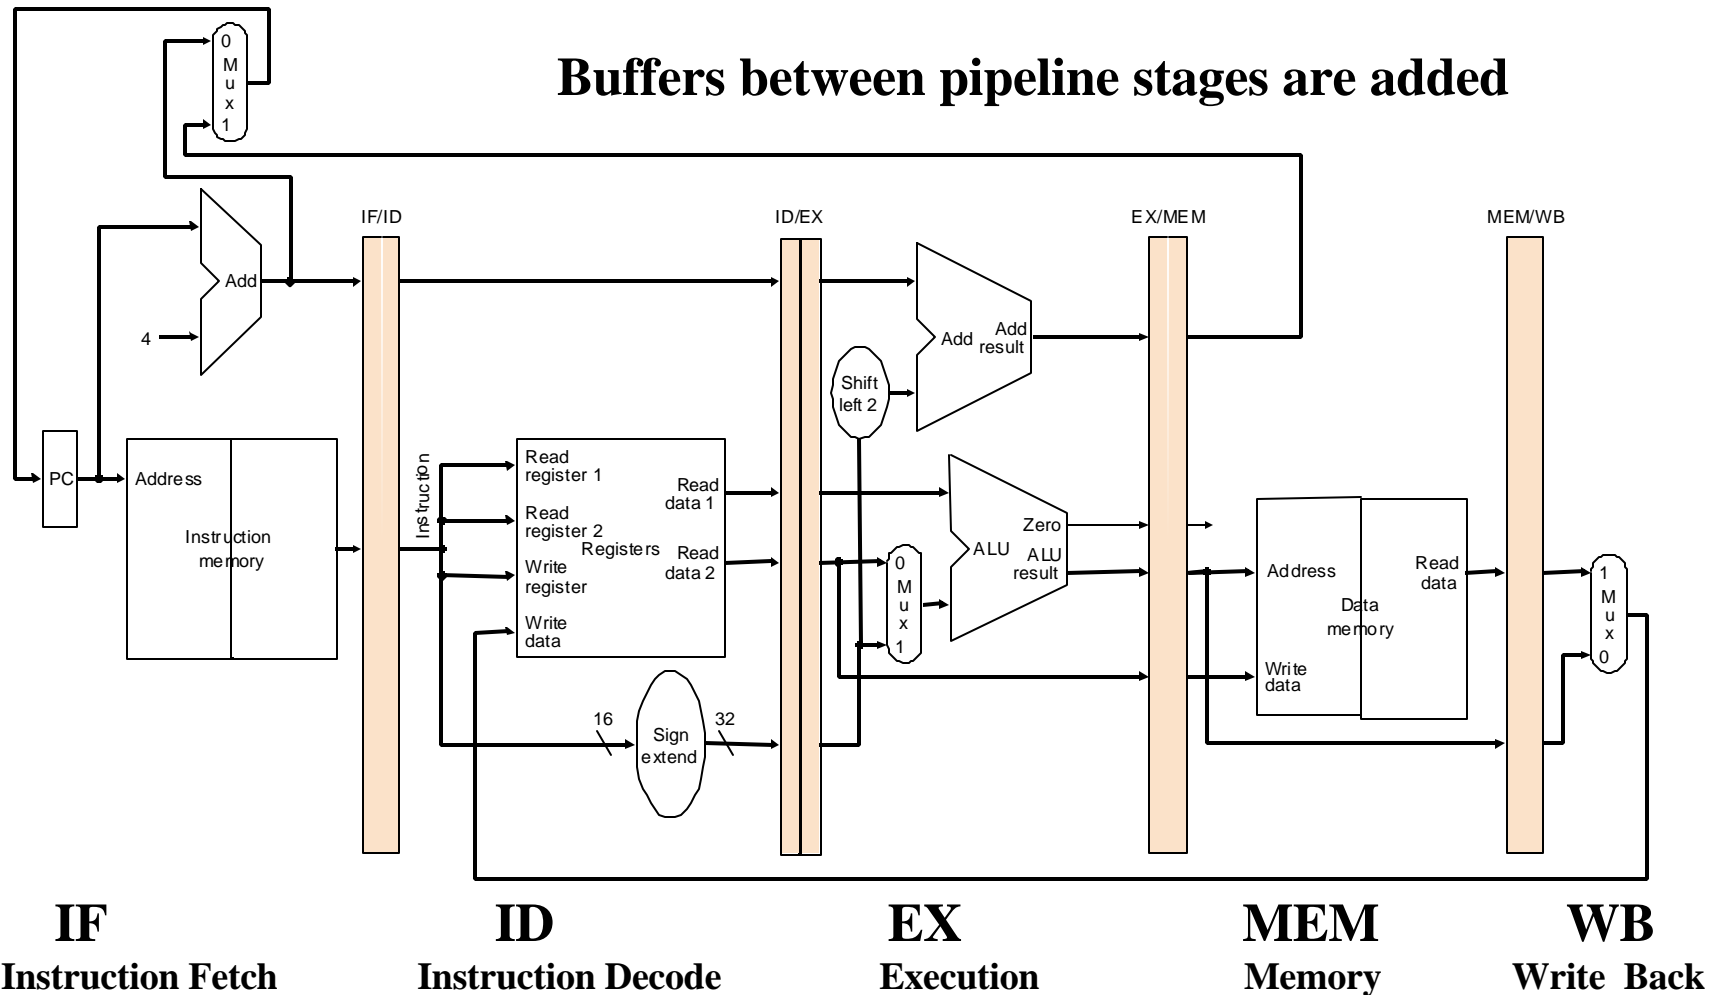 Buffers between pipeline stages are added
0
M
u
x
1
IF/ID
ID/EX
EX/MEM
MEM/WB
Add
4
Add
Add
result
Shift
left 2
PC
Address
Instruction
memory
Instruction
Read
register 1
Read
register 2
Registers
Write
register
Write
data
Read
data 1
Read
data 2
16
Sign
extend
32
0
M
u
x
1
Zero
ALU
ALU
result
Address
Read
data
Data
memory
Write
data
1
M
u
x
0
IF
ID
EX
MEM
WB
Instruction Fetch
Instruction Decode
Execution
Memory
Write Back